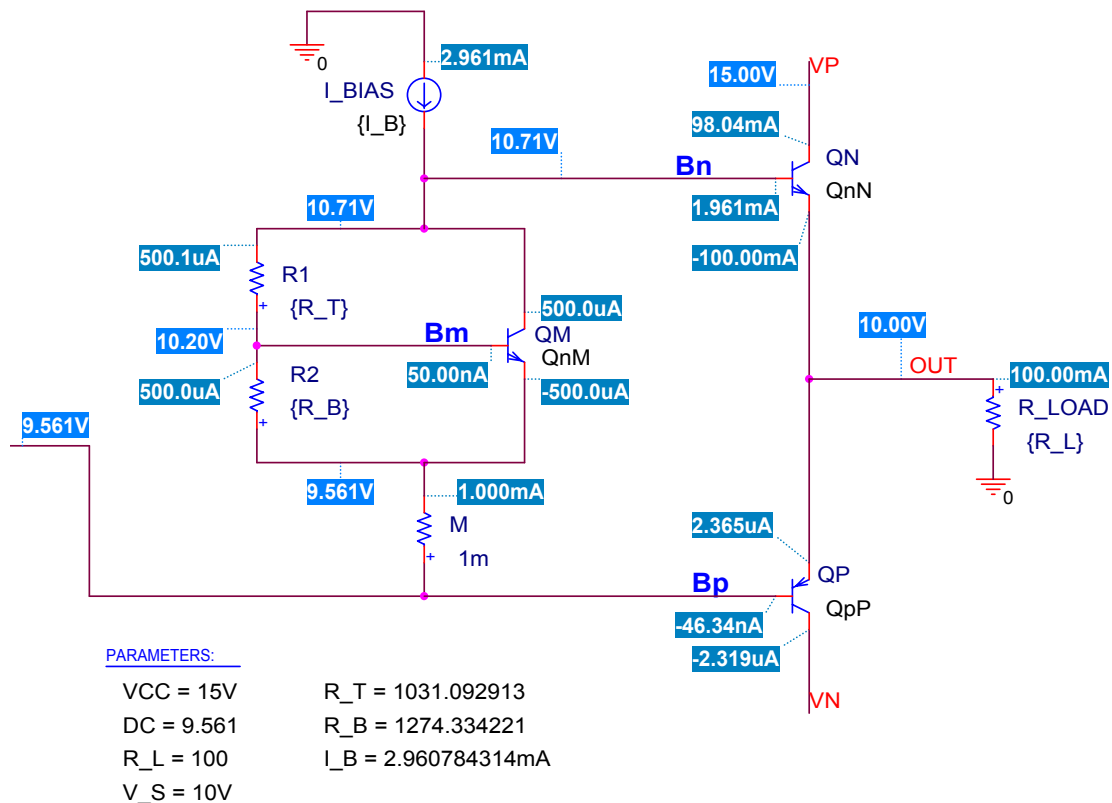 0
2.961mA
I_BIAS
{I_B}
VP
15.00V
98.04mA
QN
QnN
10.71V
Bn
1.961mA
-100.00mA
10.71V
500.1uA
R1
{R_T}
500.0uA
10.20V
Bm
QM
QnM
50.00nA
-500.0uA
10.00V
OUT
100.00mA
R_LOAD
{R_L}
0
500.0uA
R2
{R_B}
9.561V
9.561V
1.000mA
M
1m
2.365uA
Bp
QP
QpP
-46.34nA
-2.319uA
VN
PARAMETERS:
VCC = 15V
DC = 9.561
R_L = 100
V_S = 10V
R_T = 1031.092913
R_B = 1274.334221
I_B = 2.960784314mA